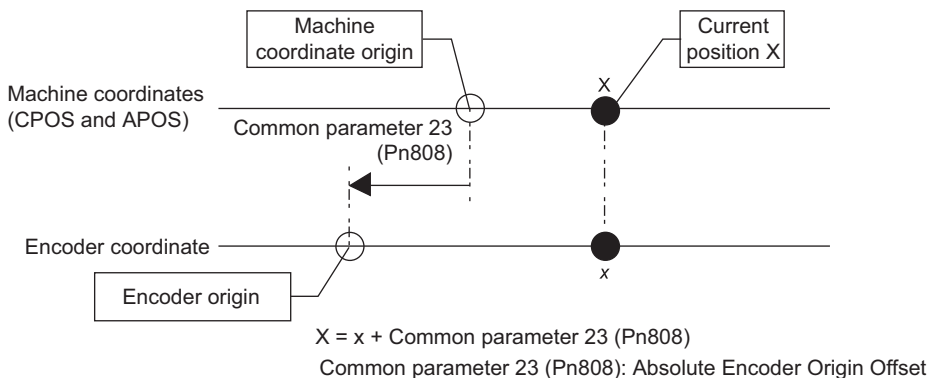 Machine
coordinate origin
Current
position X
Machine coordinates
(CPOS and APOS)
X
Common parameter 23
(Pn808)
Encoder coordinate
x
Encoder origin
X = x + Common parameter 23 (Pn808)
Common parameter 23 (Pn808): Absolute Encoder Origin Offset